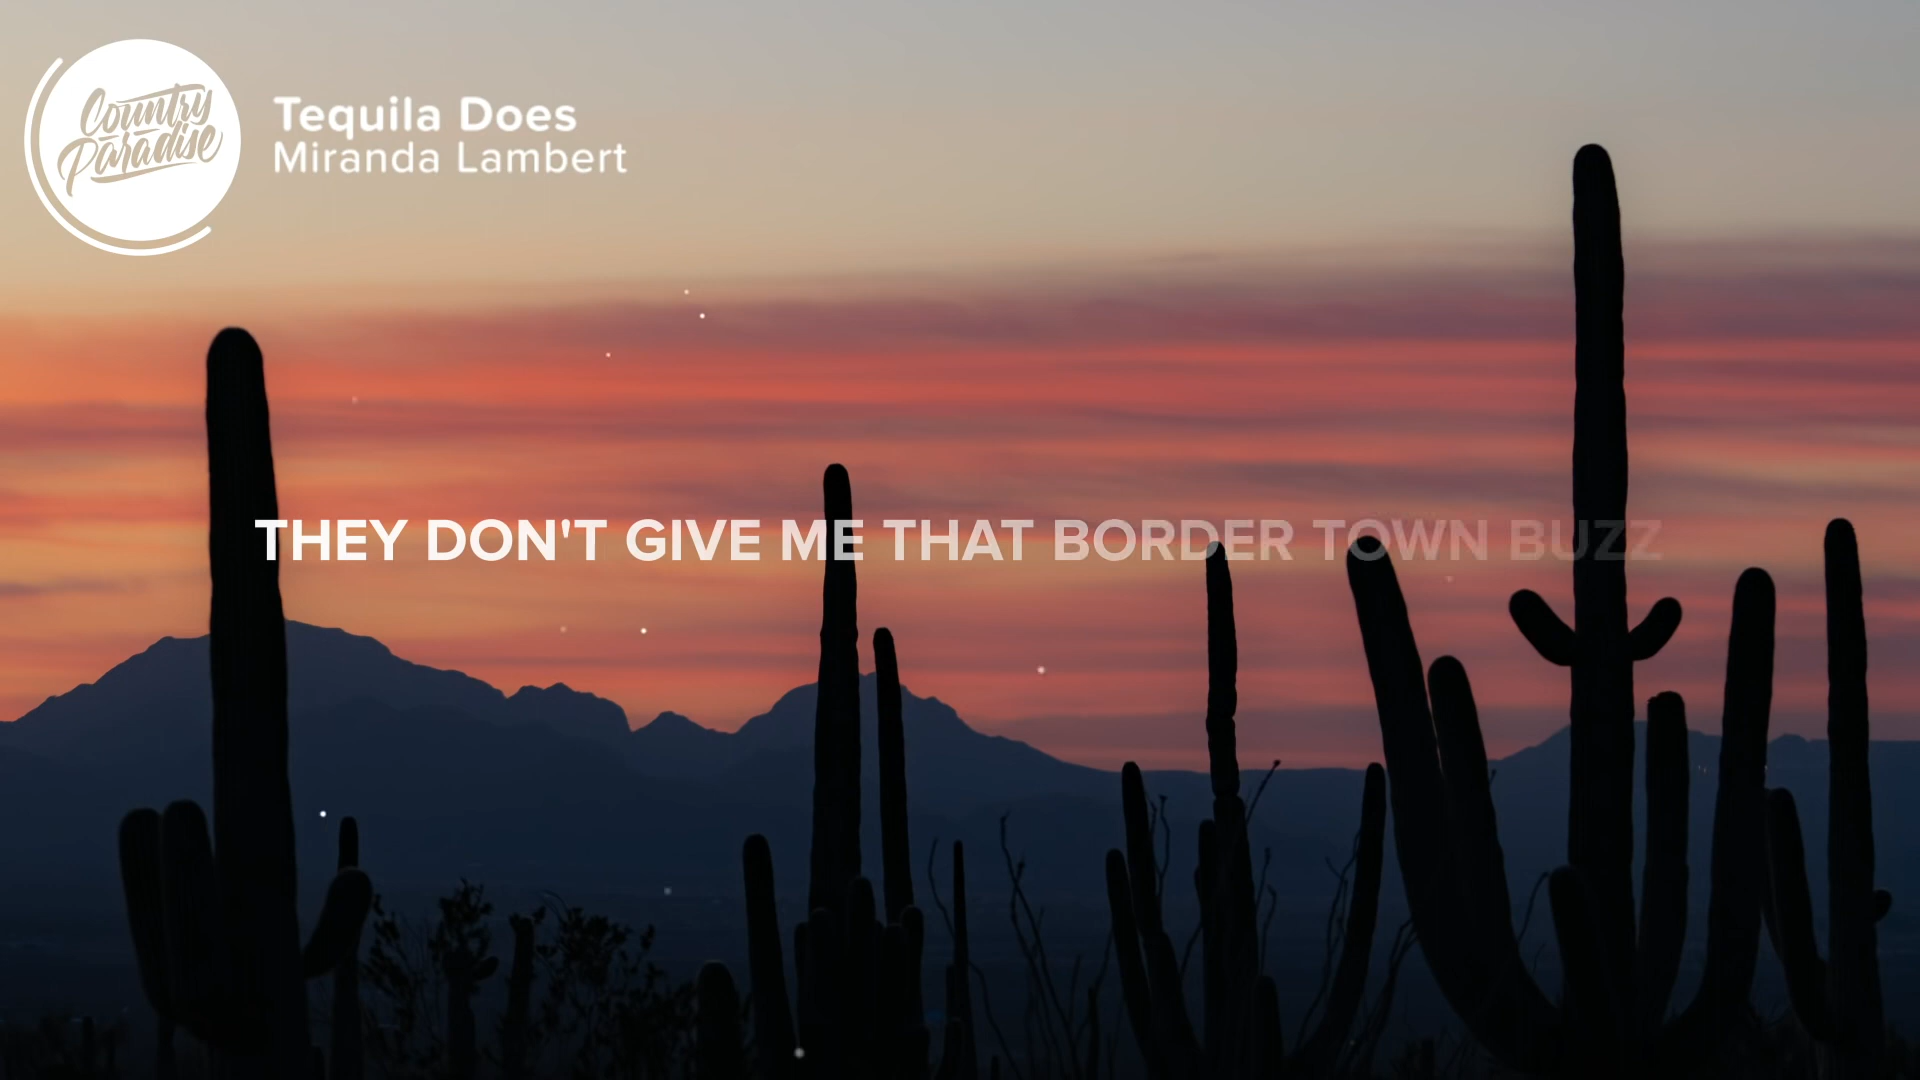 Country
Paradise
Tequila Does
Miranda Lambert
THEY DON'T GIVE ME THAT BORDER TOWN BUZZ